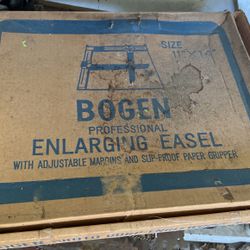 SIZE
11"X14"
BOGEN
PROFESSIONAL
ENLARGING EASEL
WITH ADJUSTABLE MARGINS AND SLIP-PROOF PAPER GRIPPER